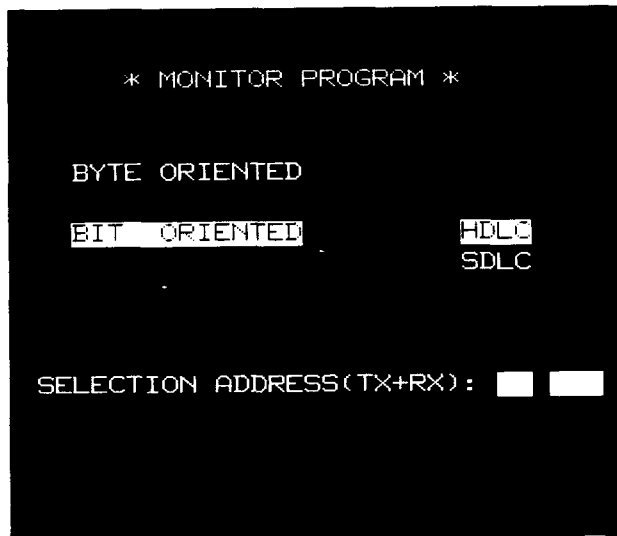 * MONITOR PROGRAM *
BYTE ORIENTED
BIT ORIENTED HDLC
SDLC
SELECTION ADDRESS(TX+RX):